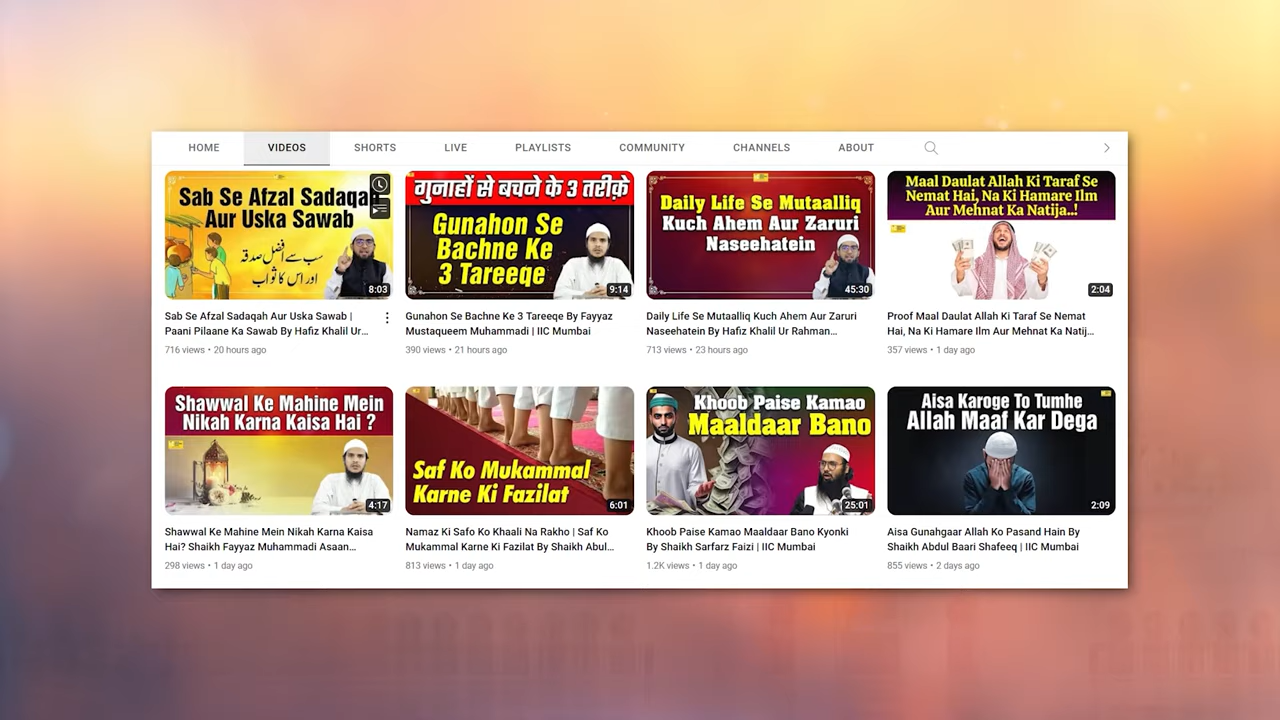 HOME VIDEOS SHORTS LIVE PLAYLISTS COMMUNITY CHANNELS ABOUT
Sab Se Afzal Sadaqah
Aur Uska Sawab
سب سے افضل صدقہ
اور اس کا ثواب
8:03
गुनाहों से बचने के 3 तरीक़े
Gunahon Se
Bachne Ke
3 Tareeqe
9:14
Daily Life Se Mutaalliq
Kuch Ahem Aur Zaruri
Naseehatein
45:30
Maal Daulat Allah Ki Taraf Se
Nemat Hai, Na Ki Hamare Ilm
Aur Mehnat Ka Natija..!
2:04
Sab Se Afzal Sadaqah Aur Uska Sawab |
Paani Pilaane Ka Sawab By Hafiz Khalil Ur...
716 views • 20 hours ago
Gunahon Se Bachne Ke 3 Tareeqe By Fayyaz
Mustaqueem Muhammadi | IIC Mumbai
390 views • 21 hours ago
Daily Life Se Mutaalliq Kuch Ahem Aur Zaruri
Naseehatein By Hafiz Khalil Ur Rahman...
713 views • 23 hours ago
Proof Maal Daulat Allah Ki Taraf Se Nemat
Hai, Na Ki Hamare Ilm Aur Mehnat Ka Natij...
357 views • 1 day ago
Shawwal Ke Mahine Mein
Nikah Karna Kaisa Hai ?
4:17
Saf Ko Mukammal
Karne Ki Fazilat
6:01
Khoob Paise Kamao
Maaldaar Bano
25:01
Aisa Karoge To Tumhe
Allah Maaf Kar Dega
2:09
Shawwal Ke Mahine Mein Nikah Karna Kaisa
Hai? Shaikh Fayyaz Muhammadi Asaan...
298 views • 1 day ago
Namaz Ki Safo Ko Khaali Na Rakho | Saf Ko
Mukammal Karne Ki Fazilat By Shaikh Abul...
813 views • 1 day ago
Khoob Paise Kamao Maaldaar Bano Kyonki
By Shaikh Sarfarz Faizi | IIC Mumbai
1.2K views • 1 day ago
Aisa Gunahgaar Allah Ko Pasand Hain By
Shaikh Abdul Baari Shafeeq | IIC Mumbai
855 views • 2 days ago